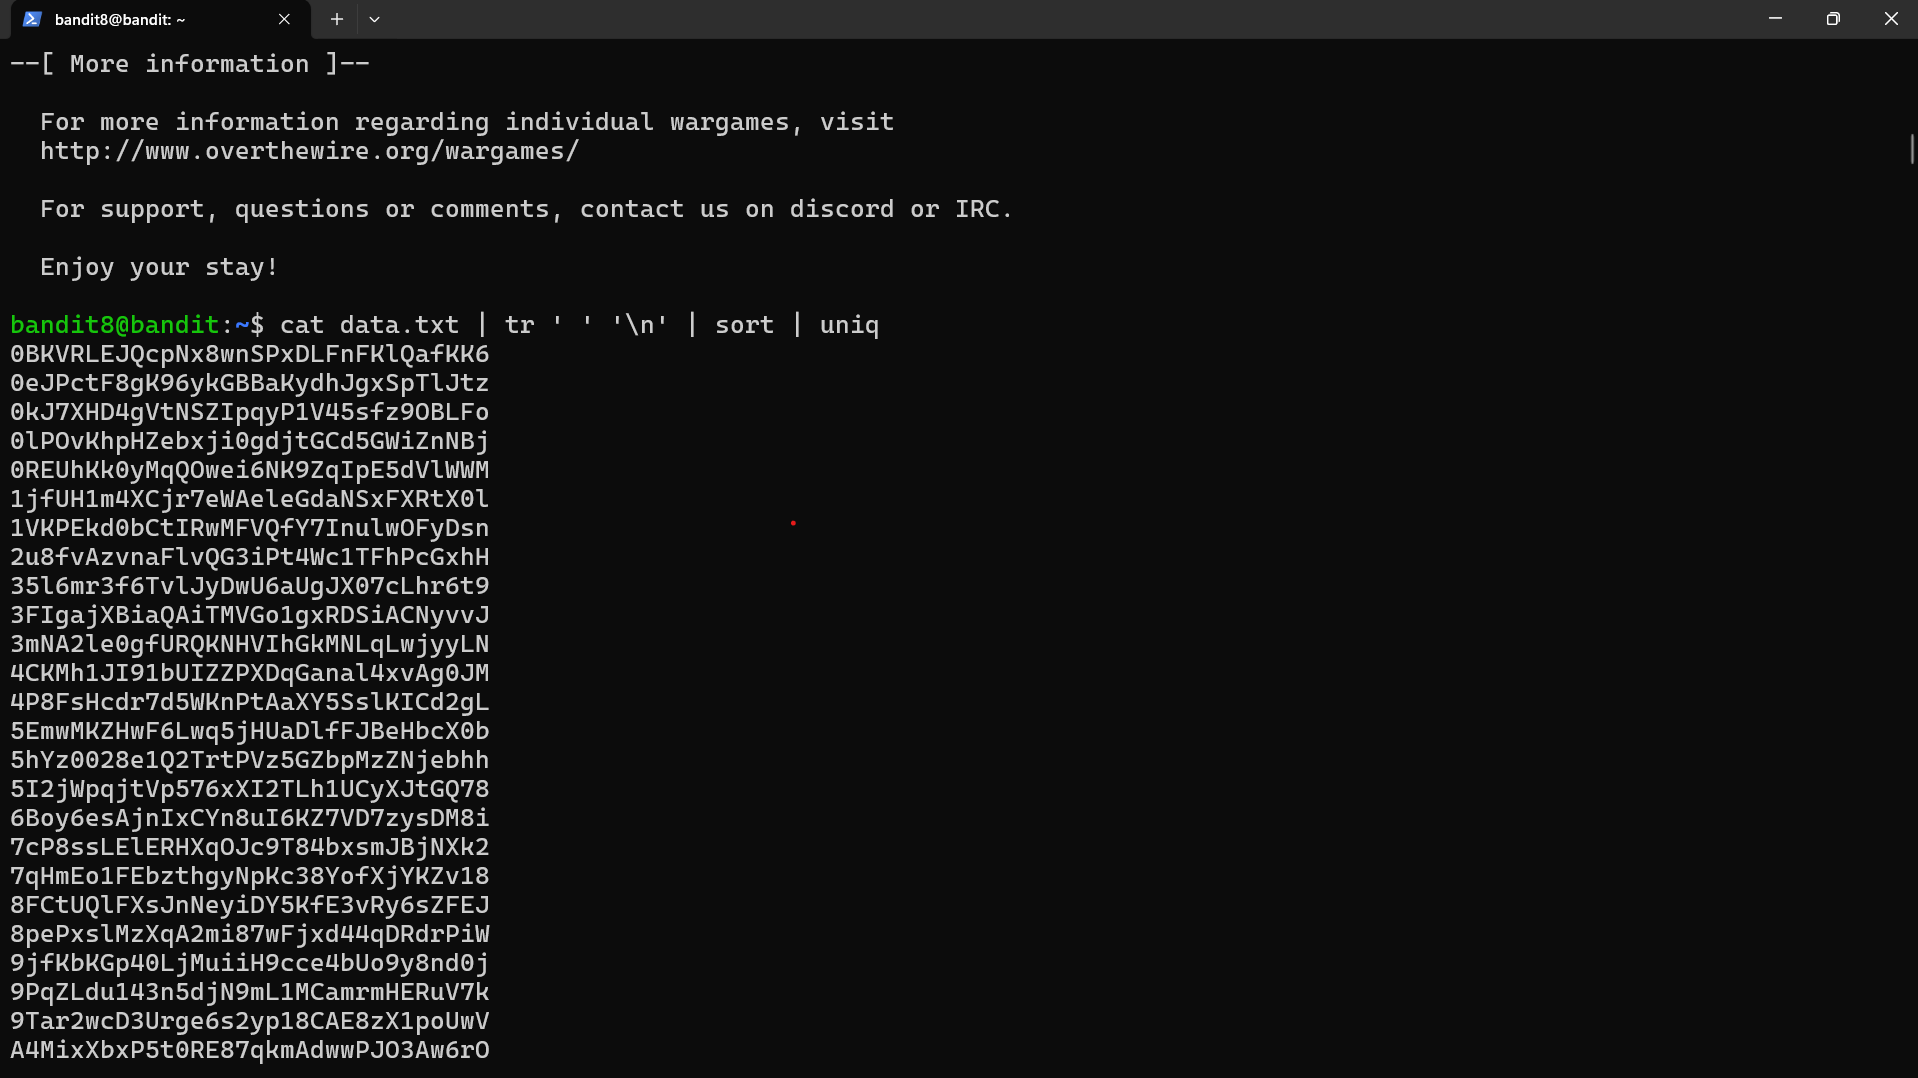 bandit8@bandit: ~
--[ More information ]--
For more information regarding individual wargames, visit
http://www.overthewire.org/wargames/
For support, questions or comments, contact us on discord or IRC.
Enjoy your stay!
bandit8@bandit:~$ cat data.txt | tr ' ' '\n' | sort | uniq
0BKVRLEJQcpNx8wnSPxDLFnFKlQafKK6
0eJPctF8gK96ykGBBaKydhJgxSpTlJtz
0kJ7XHD4gVtNSZIpqyP1V45sfz9OBLFo
0lPOvKhpHZebxji0gdjtGCd5GWiZnNBj
0REUhKk0yMqQOwei6NK9ZqIpE5dVlWWM
1jfUH1m4XCjr7eWAeleGdaNSxFXRtX0l
1VKPEkd0bCtIRwMFVQfY7InulwOFyDsn
2u8fvAzvnaFlvQG3iPt4Wc1TFhPcGxhH
35l6mr3f6TvlJyDwU6aUgJX07cLhr6t9
3FIgajXBiaQAiTMVGo1gxRDSiACNyvvJ
3mNA2le0gfURQKNHVIhGkMNLqLwjyyLN
4CKMh1JI91bUIZZPXDqGanal4xvAg0JM
4P8FsHcdr7d5WKnPtAaXY5SslKICd2gL
5EmwMKZHwF6Lwq5jHUaDlfFJBeHbcX0b
5hYz0028e1Q2TrtPVz5GZbpMzZNjebhh
5I2jWpqjtVp576xXI2TLh1UCyXJtGQ78
6Boy6esAjnIxCYn8uI6KZ7VD7zysDM8i
7cP8ssLElERHXqOJc9T84bxsmJBjNXk2
7qHmEo1FEbzthgyNpKc38YofXjYKZv18
8FCtUQlFXsJnNeyiDY5KfE3vRy6sZFEJ
8pePxslMzXqA2mi87wFjxd44qDRdrPiW
9jfKbKGp40LjMuiiH9cce4bUo9y8nd0j
9PqZLdu143n5djN9mL1MCamrmHERuV7k
9Tar2wcD3Urge6s2yp18CAE8zX1poUwV
A4MixXbxP5t0RE87qkmAdwwPJO3Aw6rO